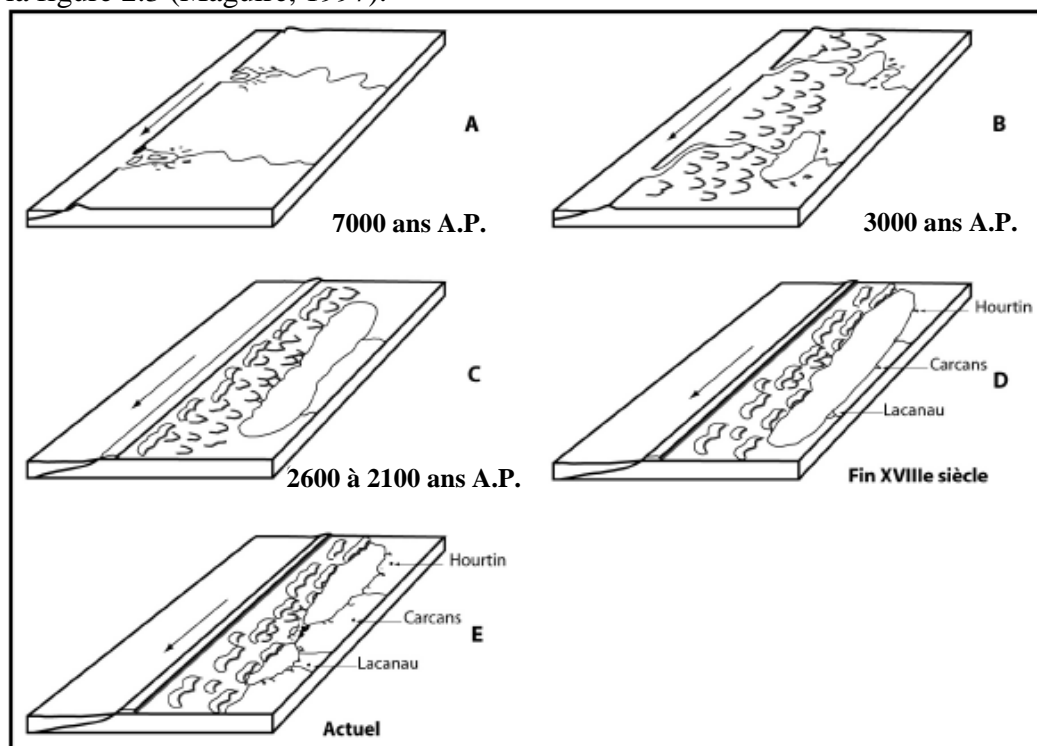 la figure 2.3 (Maguire, 1997).
A
7000 ans A.P.
B
3000 ans A.P.
C
2600 à 2100 ans A.P.
Hourtin
Carcans
D
Lacanau
Fin XVIIIe siècle
Hourtin
Carcans
E
Lacanau
Actuel